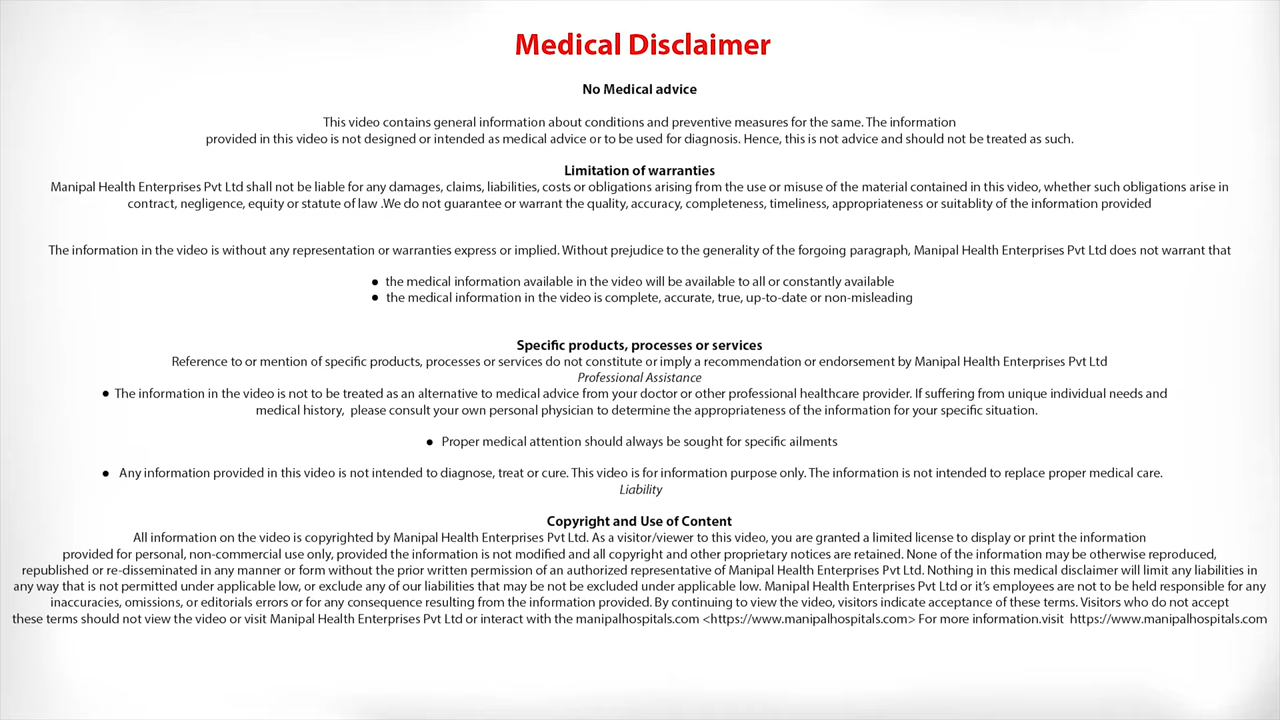 Medical Disclaimer
No Medical advice
This video contains general information about conditions and preventive measures for the same. The information
provided in this video is not designed or intended as medical advice or to be used for diagnosis. Hence, this is not advice and should not be treated as such.
Limitation of warranties
Manipal Health Enterprises Pvt Ltd shall not be liable for any damages, claims, liabilities, costs or obligations arising from the use or misuse of the material contained in this video, whether such obligations arise in
contract, negligence, equity or statute of law .We do not guarantee or warrant the quality, accuracy, completeness, timeliness, appropriateness or suitablity of the information provided
The information in the video is without any representation or warranties express or implied. Without prejudice to the generality of the forgoing paragraph, Manipal Health Enterprises Pvt Ltd does not warrant that
● the medical information available in the video will be available to all or constantly available
● the medical information in the video is complete, accurate, true, up-to-date or non-misleading
Specific products, processes or services
Reference to or mention of specific products, processes or services do not constitute or imply a recommendation or endorsement by Manipal Health Enterprises Pvt Ltd
Professional Assistance
● The information in the video is not to be treated as an alternative to medical advice from your doctor or other professional healthcare provider. If suffering from unique individual needs and
medical history, please consult your own personal physician to determine the appropriateness of the information for your specific situation.
● Proper medical attention should always be sought for specific ailments
● Any information provided in this video is not intended to diagnose, treat or cure. This video is for information purpose only. The information is not intended to replace proper medical care.
Liability
Copyright and Use of Content
All information on the video is copyrighted by Manipal Health Enterprises Pvt Ltd. As a visitor/viewer to this video, you are granted a limited license to display or print the information
provided for personal, non-commercial use only, provided the information is not modified and all copyright and other proprietary notices are retained. None of the information may be otherwise reproduced,
republished or re-disseminated in any manner or form without the prior written permission of an authorized representative of Manipal Health Enterprises Pvt Ltd. Nothing in this medical disclaimer will limit any liabilities in
any way that is not permitted under applicable low, or exclude any of our liabilities that may be not be excluded under applicable low. Manipal Health Enterprises Pvt Ltd or it's employees are not to be held responsible for any
inaccuracies, omissions, or editorials errors or for any consequence resulting from the information provided. By continuing to view the video, visitors indicate acceptance of these terms. Visitors who do not accept
these terms should not view the video or visit Manipal Health Enterprises Pvt Ltd or interact with the manipalhospitals.com <https://www.manipalhospitals.com> For more information.visit https://www.manipalhospitals.com